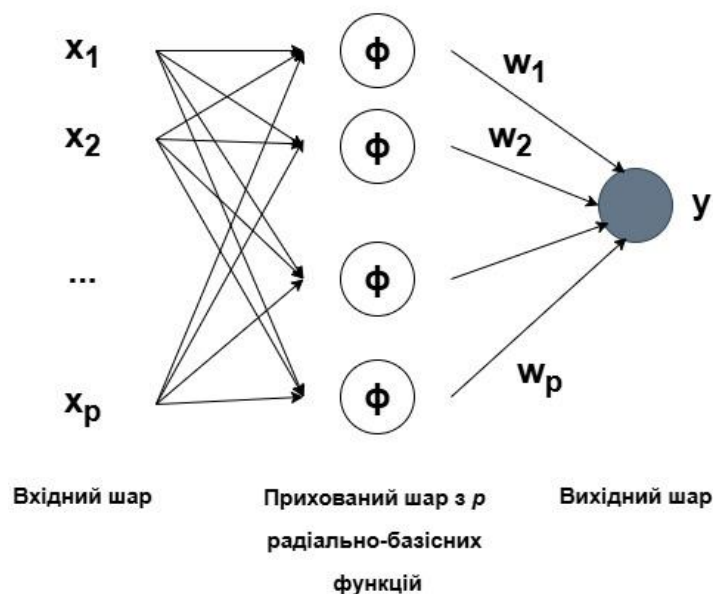 x1
x2
...
xp
ϕ
ϕ
ϕ
ϕ
w1
w2
wp
y
Вхідний шар
Прихований шар з p
радіально-базісних
функцій
Вихідний шар